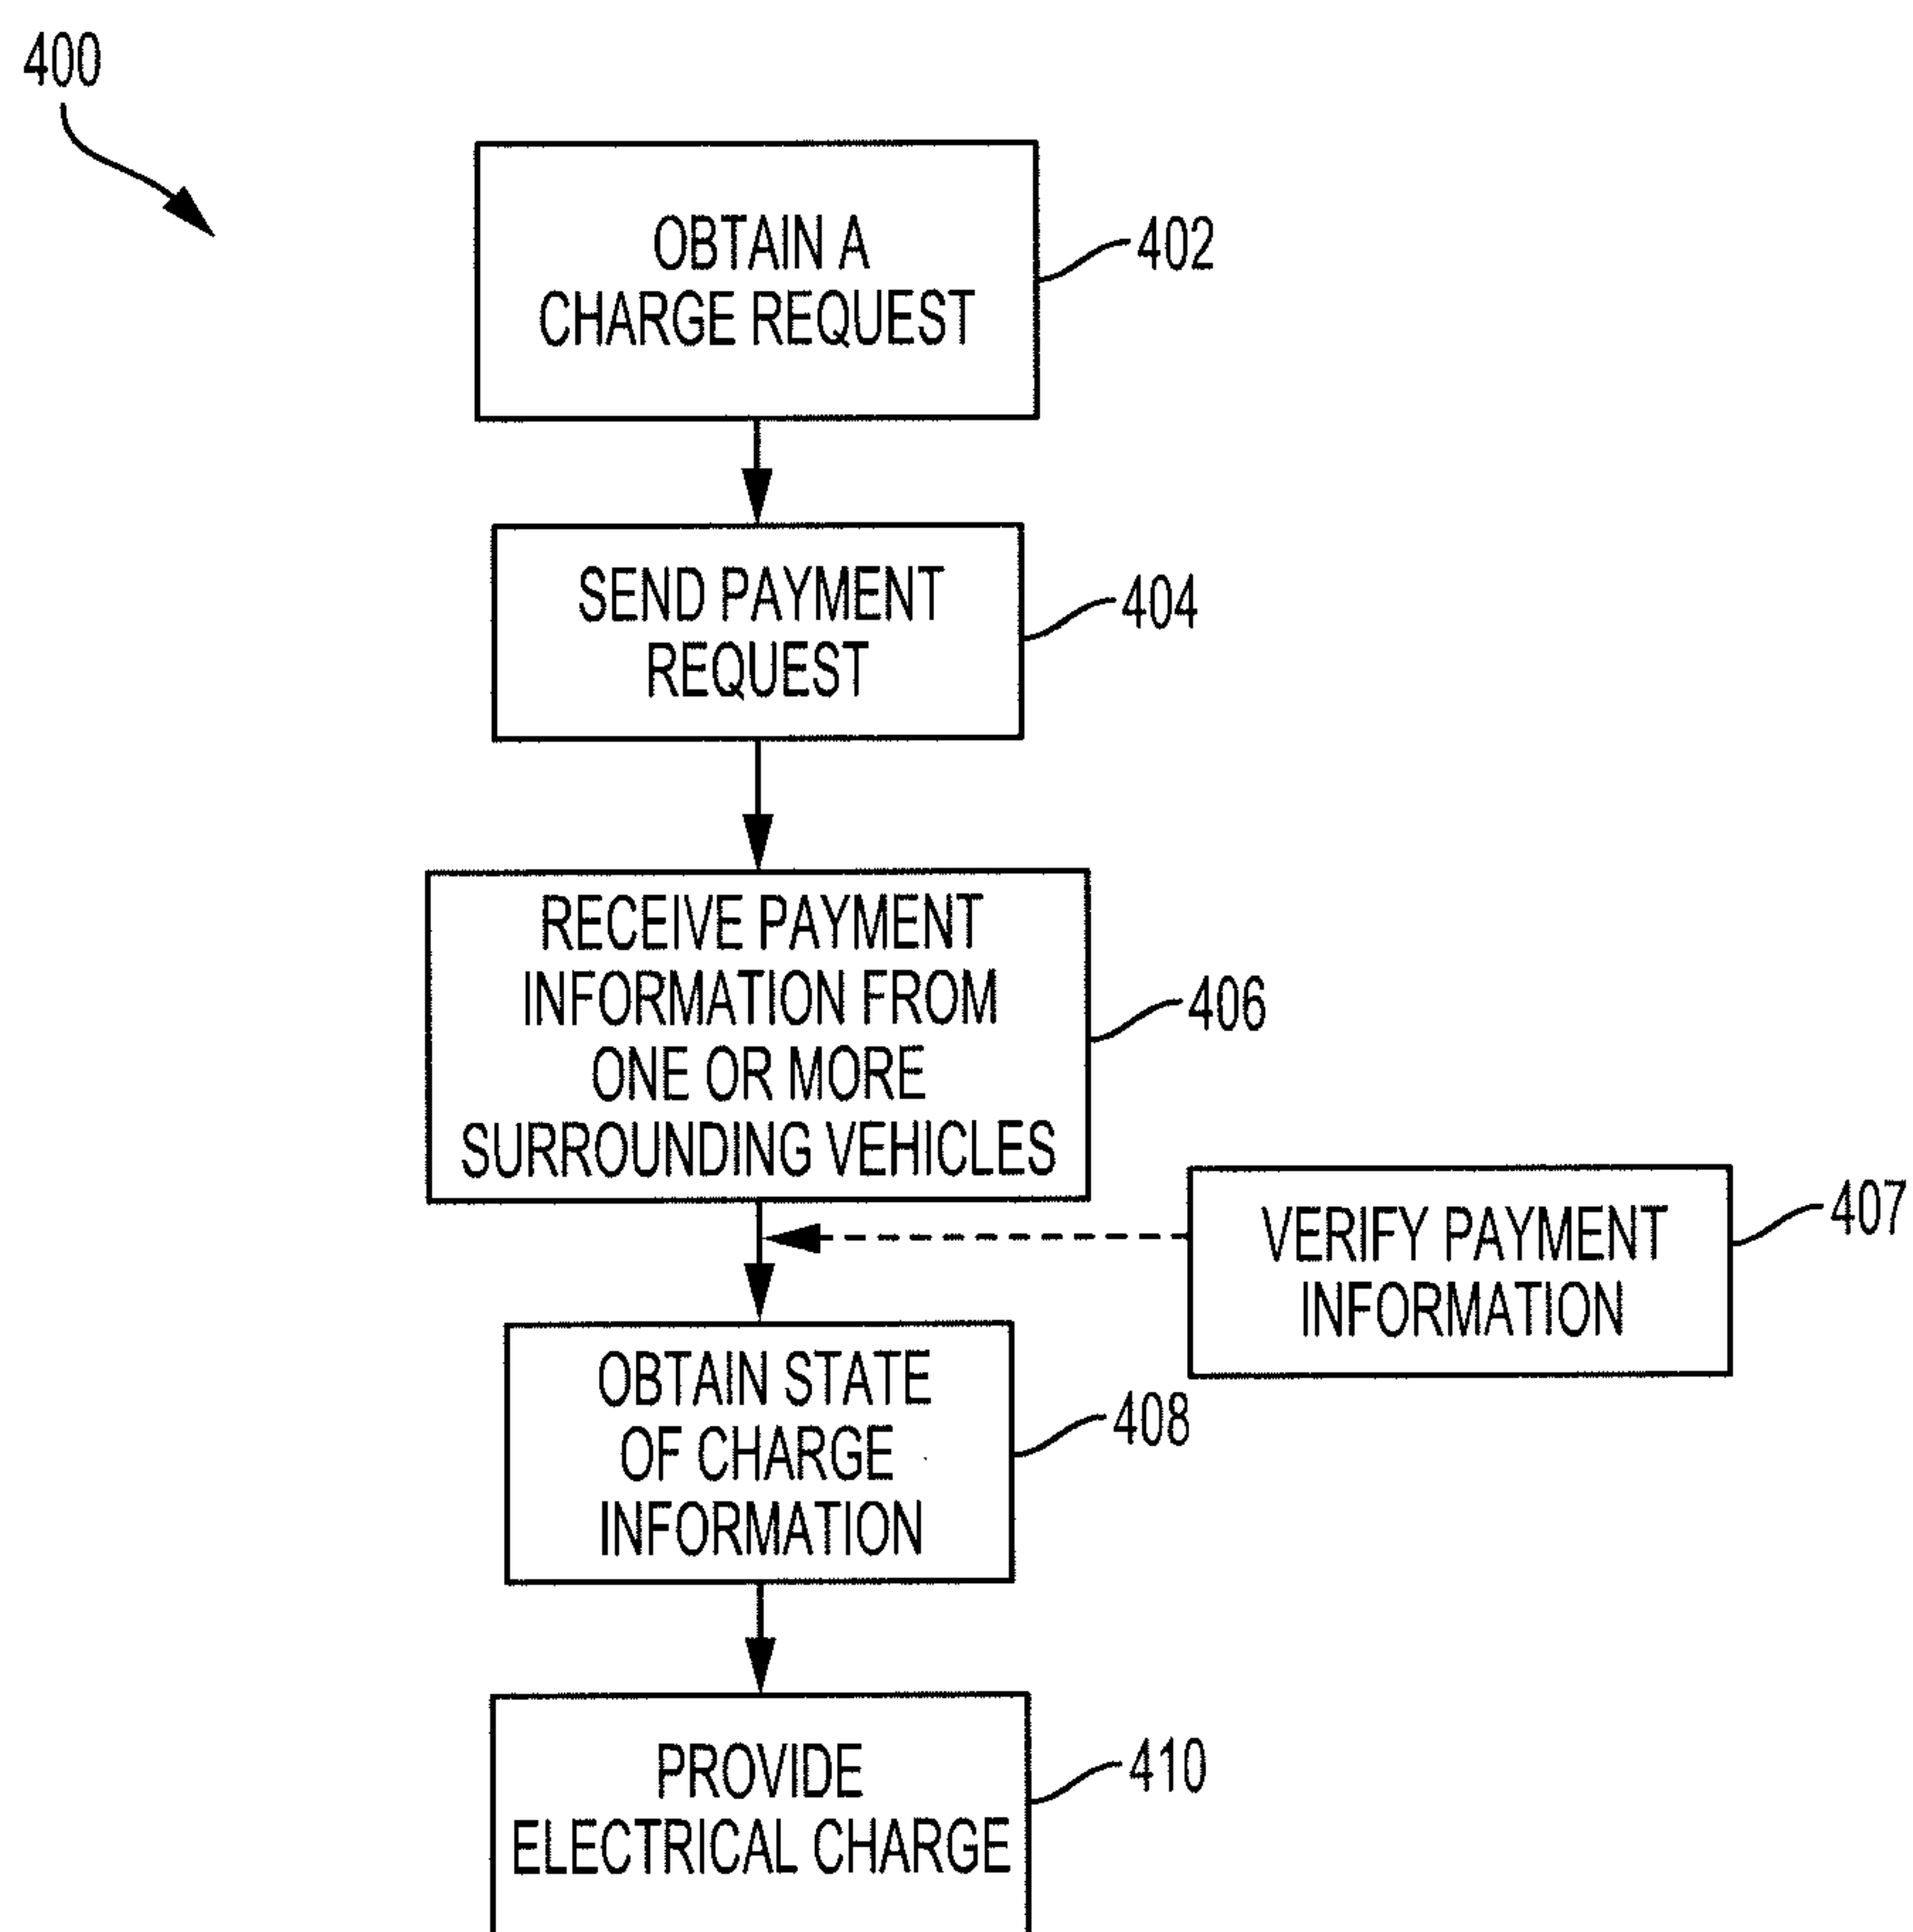 400
OBTAIN A
CHARGE REQUEST
402
SEND PAYMENT
REQUEST
404
RECEIVE PAYMENT
INFORMATION FROM
ONE OR MORE
SURROUNDING VEHICLES
406
VERIFY PAYMENT
INFORMATION
407
OBTAIN STATE
OF CHARGE
INFORMATION
408
PROVIDE
ELECTRICAL CHARGE
410